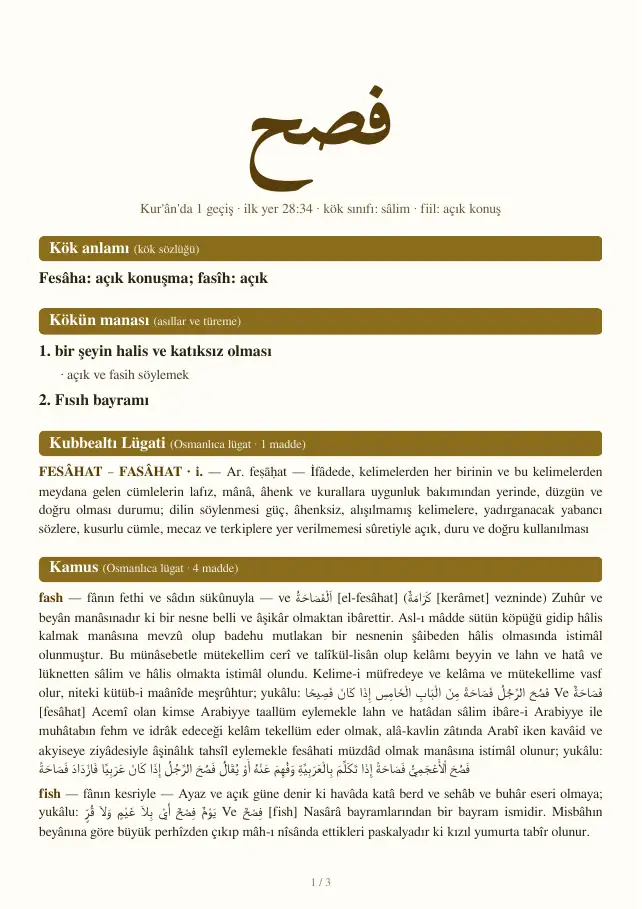 فصح
Kur'ân'da 1 geçiş · ilk yer 28:34 · kök sınıfı: sâlim · fiil: açık konuş
Kök anlamı (kök sözlüğü)
Fesâha: açık konuşma; fasîh: açık
Kökün manası (asıllar ve türeme)
1. bir şeyin halis ve katıksız olması
· açık ve fasih söylemek
2. Fısıh bayramı
Kubbealtı Lügati (Osmanlıca lügat · 1 madde)
FESÂHAT – FASÂHAT · i. — Ar. feṣāḥat — İfâdede, kelimelerden her birinin ve bu kelimelerden
meydana gelen cümlelerin lafız, mânâ, âhenk ve kurallara uygunluk bakımından yerinde, düzgün ve
doğru olması durumu; dilin söylenmesi güç, âhenksiz, alışılmamış kelimelere, yadırganacak yabancı
sözlere, kusurlu cümle, mecaz ve terkiplere yer verilmemesi sûretiyle açık, duru ve doğru kullanılması
Kamus (Osmanlıca lügat · 4 madde)
fash — fânın fethi ve sâdın sükûnuyla — ve اَلْفَصَاحَةُ [el-fesâhat] (كَرَامَةٌ [kerâmet] vezninde) Zuhûr ve
beyân manâsınadır ki bir nesne belli ve âşikâr olmaktan ibârettir. Asl-ı mâdde sütün köpüğü gidip hâlis
kalmak manâsına mevzû olup badehu mutlakan bir nesnenin şâibeden hâlis olmasında istimâl
olunmuştur. Bu münâsebetle mütekellim cerî ve talîkül-lisân olup kelâmı beyyin ve lahn ve hatâ ve
lüknetten sâlim ve hâlis olmakta istimâl olundu. Kelime-i müfredeye ve kelâma ve mütekellime vasf
olur, niteki kütüb-i maânîde meşrûhtur; yukâlu: فَصُحَ الرَّجُلُ فَصَاحَةً مِنَ الْبَابِ الْخَامِسِ إِذَا كَانَ فَصِيحًا Ve فَصَاحَةٌ
[fesâhat] Acemî olan kimse Arabiyye taallüm eylemekle lahn ve hatâdan sâlim ibâre-i Arabiyye ile
muhâtabın fehm ve idrâk edeceği kelâm tekellüm eder olmak, alâ-kavlin zâtında Arabî iken kavâid ve
akyiseye ziyâdesiyle âşinâlık tahsîl eylemekle fesâhati müzdâd olmak manâsına istimâl olunur; yukâlu:
فَصُحَ الْأَعْجَمِيُّ فَصَاحَةً إِذَا تَكَلَّمَ بِالْعَرَبِيَّةِ وَفُهِمَ عَنْهُ أَوْ يُقَالُ فَصُحَ الرَّجُلُ إِذَا كَانَ عَرَبِيًّا فَازْدَادَ فَصَاحَةً
fish — fânın kesriyle — Ayaz ve açık güne denir ki havâda katâ berd ve sehâb ve buhâr eseri olmaya;
yukâlu: يَوْمٌ فِصْحٌ أَيْ بِلاَ غَيْمٍ وَلاَ قُرٍّ Ve فِصْحٌ [fish] Nasârâ bayramlarından bir bayram ismidir. Misbâhın
beyânına göre büyük perhîzden çıkıp mâh-ı nîsânda ettikleri paskalyadır ki kızıl yumurta tabîr olunur.
1 / 3